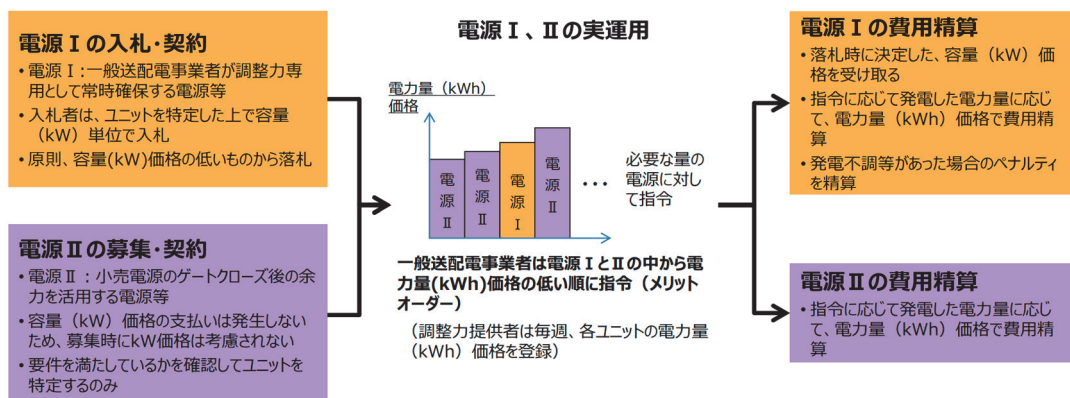 電源Ⅰの入札・契約
• 電源Ⅰ：一般送配電事業者が調整力専
用として常時確保する電源等
• 入札者は、ユニットを特定した上で容量
（kW）単位で入札
• 原則、容量(kW)価格の低いものから落札
電源Ⅱの募集・契約
• 電源Ⅱ：小売電源のゲートクローズ後の余
力を活用する電源等
• 容量（kW）価格の支払いは発生しない
ため、募集時にkW価格は考慮されない
• 要件を満たしているかを確認してユニットを
特定するのみ
電源Ⅰ、Ⅱの実運用
電力量（kWh）
価格
電源Ⅱ
電源Ⅱ
電源Ⅰ
電源Ⅱ
…
必要な量の
電源に対し
て指令
一般送配電事業者は電源ⅠとⅡの中から電
力量(kWh)価格の低い順に指令（メリット
オーダー）
（調整力提供者は毎週、各ユニットの電力量
（kWh）価格を登録）
電源Ⅰの費用精算
• 落札時に決定した、容量（kW）価
格を受け取る
• 指令に応じて発電した電力量に応じ
て、電力量（kWh）価格で費用精
算
• 発電不調等があった場合のペナルティ
を精算
電源Ⅱの費用精算
• 指令に応じて発電した電力量に応じ
て、電力量（kWh）価格で費用精
算